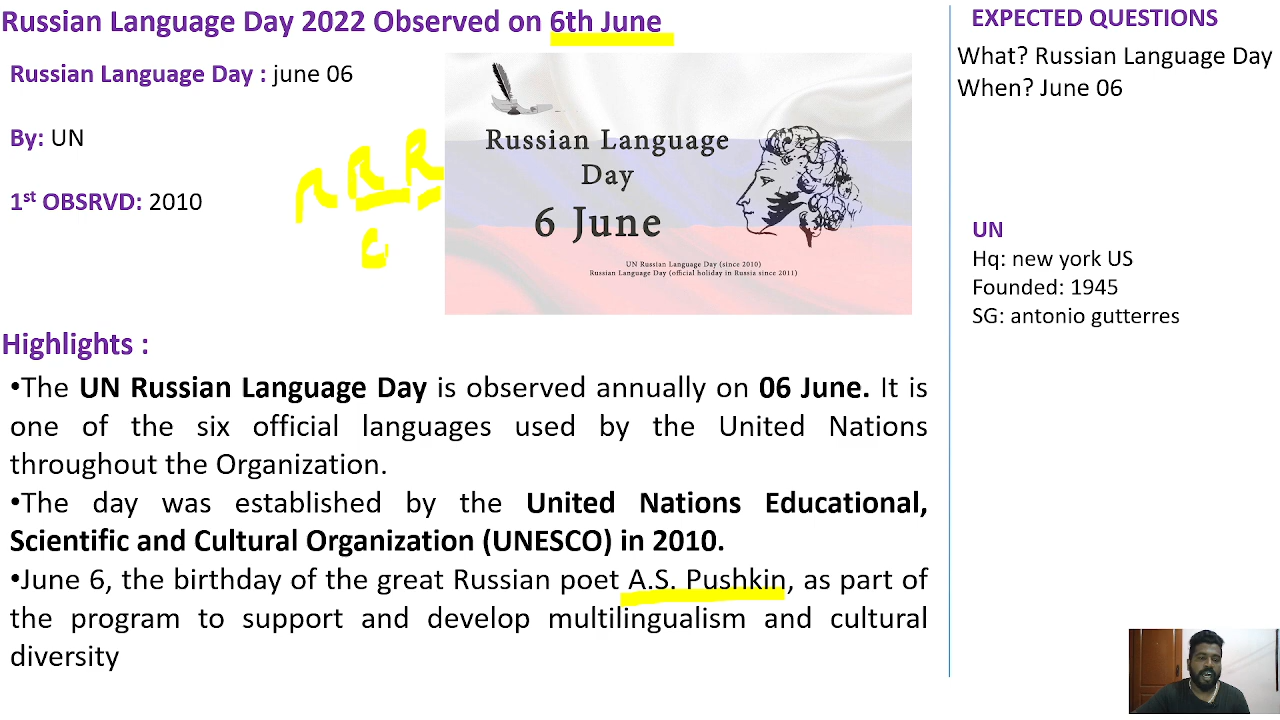 Russian Language Day 2022 Observed on 6th June
Russian Language Day : june 06
By: UN
1st OBSRVD: 2010
Russian Language
Day
6 June
UN Russian Language Day (since 2010)
Russian Language Day (official holiday in Russia since 2011)
Highlights :
•The UN Russian Language Day is observed annually on 06 June. It is
one of the six official languages used by the United Nations
throughout the Organization.
•The day was established by the United Nations Educational,
Scientific and Cultural Organization (UNESCO) in 2010.
•June 6, the birthday of the great Russian poet A.S. Pushkin, as part of
the program to support and develop multilingualism and cultural
diversity
EXPECTED QUESTIONS
What? Russian Language Day
When? June 06
UN
Hq: new york US
Founded: 1945
SG: antonio gutterres